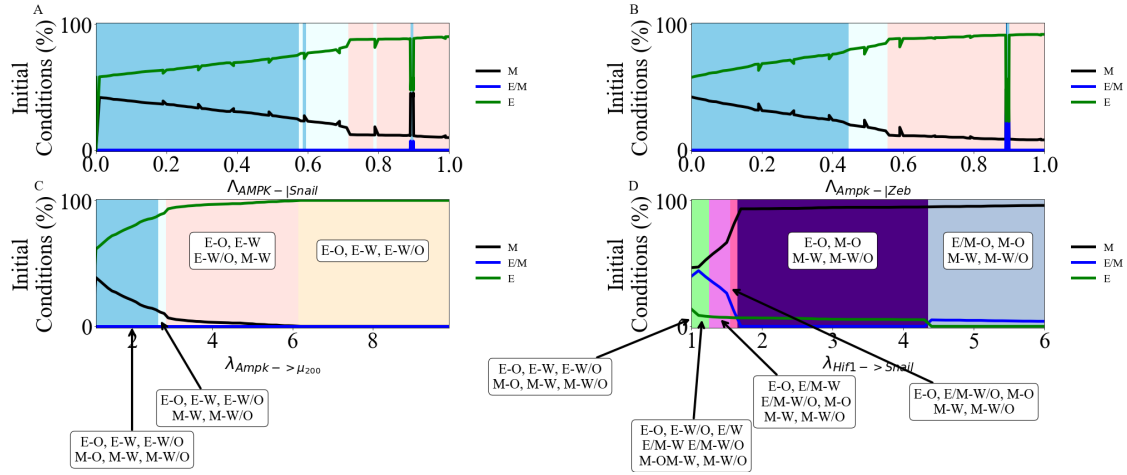 A
100
Initial
Conditions (%)
0
0.0 0.2 0.4 0.6 0.8 1.0
Λ_{AMPK-|Snail}
M
E/M
E
B
100
Initial
Conditions (%)
0
0.0 0.2 0.4 0.6 0.8 1.0
Λ_{Ampk-|Zeb}
M
E/M
E
C
100
Initial
Conditions (%)
0
2 4 6 8
λ_{Ampk->μ_{200}}
E-O, E-W
E-W/O, M-W
E-O, E-W, E-W/O
M
E/M
E
E-O, E-W, E-W/O
M-W, M-W/O
E-O, E-W, E-W/O
M-O, M-W, M-W/O
D
100
Initial
Conditions (%)
0
1 2 3 4 5 6
λ_{Hif1->Snail}
E-O, M-O
M-W, M-W/O
E/M-O, M-O
M-W, M-W/O
M
E/M
E
E-O, E-W, E-W/O
M-O, M-W, M-W/O
E-O, E-W/O, E/W
E/M-W E/M-W/O
M-OM-W, M-W/O
E-O, E/M-W
E/M-W/O, M-O
M-W, M-W/O
E-O, E/M-W/O, M-O
M-W, M-W/O